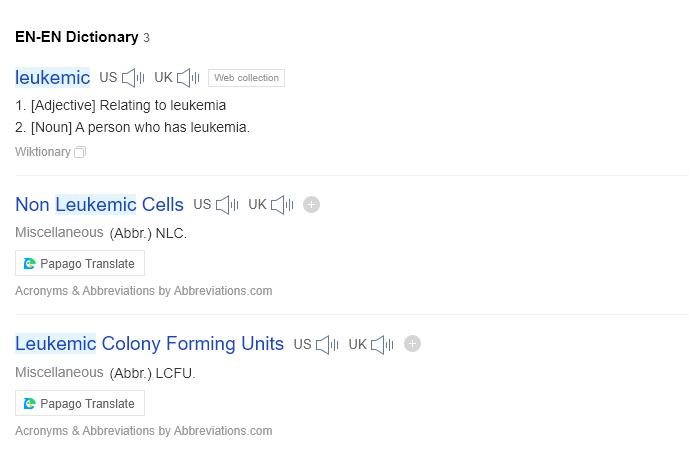 EN-EN Dictionary 3
leukemic US UK Web collection
1. [Adjective] Relating to leukemia
2. [Noun] A person who has leukemia.
Wiktionary
Non Leukemic Cells US UK
Miscellaneous (Abbr.) NLC.
Papago Translate
Acronyms & Abbreviations by Abbreviations.com
Leukemic Colony Forming Units US UK
Miscellaneous (Abbr.) LCFU.
Papago Translate
Acronyms & Abbreviations by Abbreviations.com